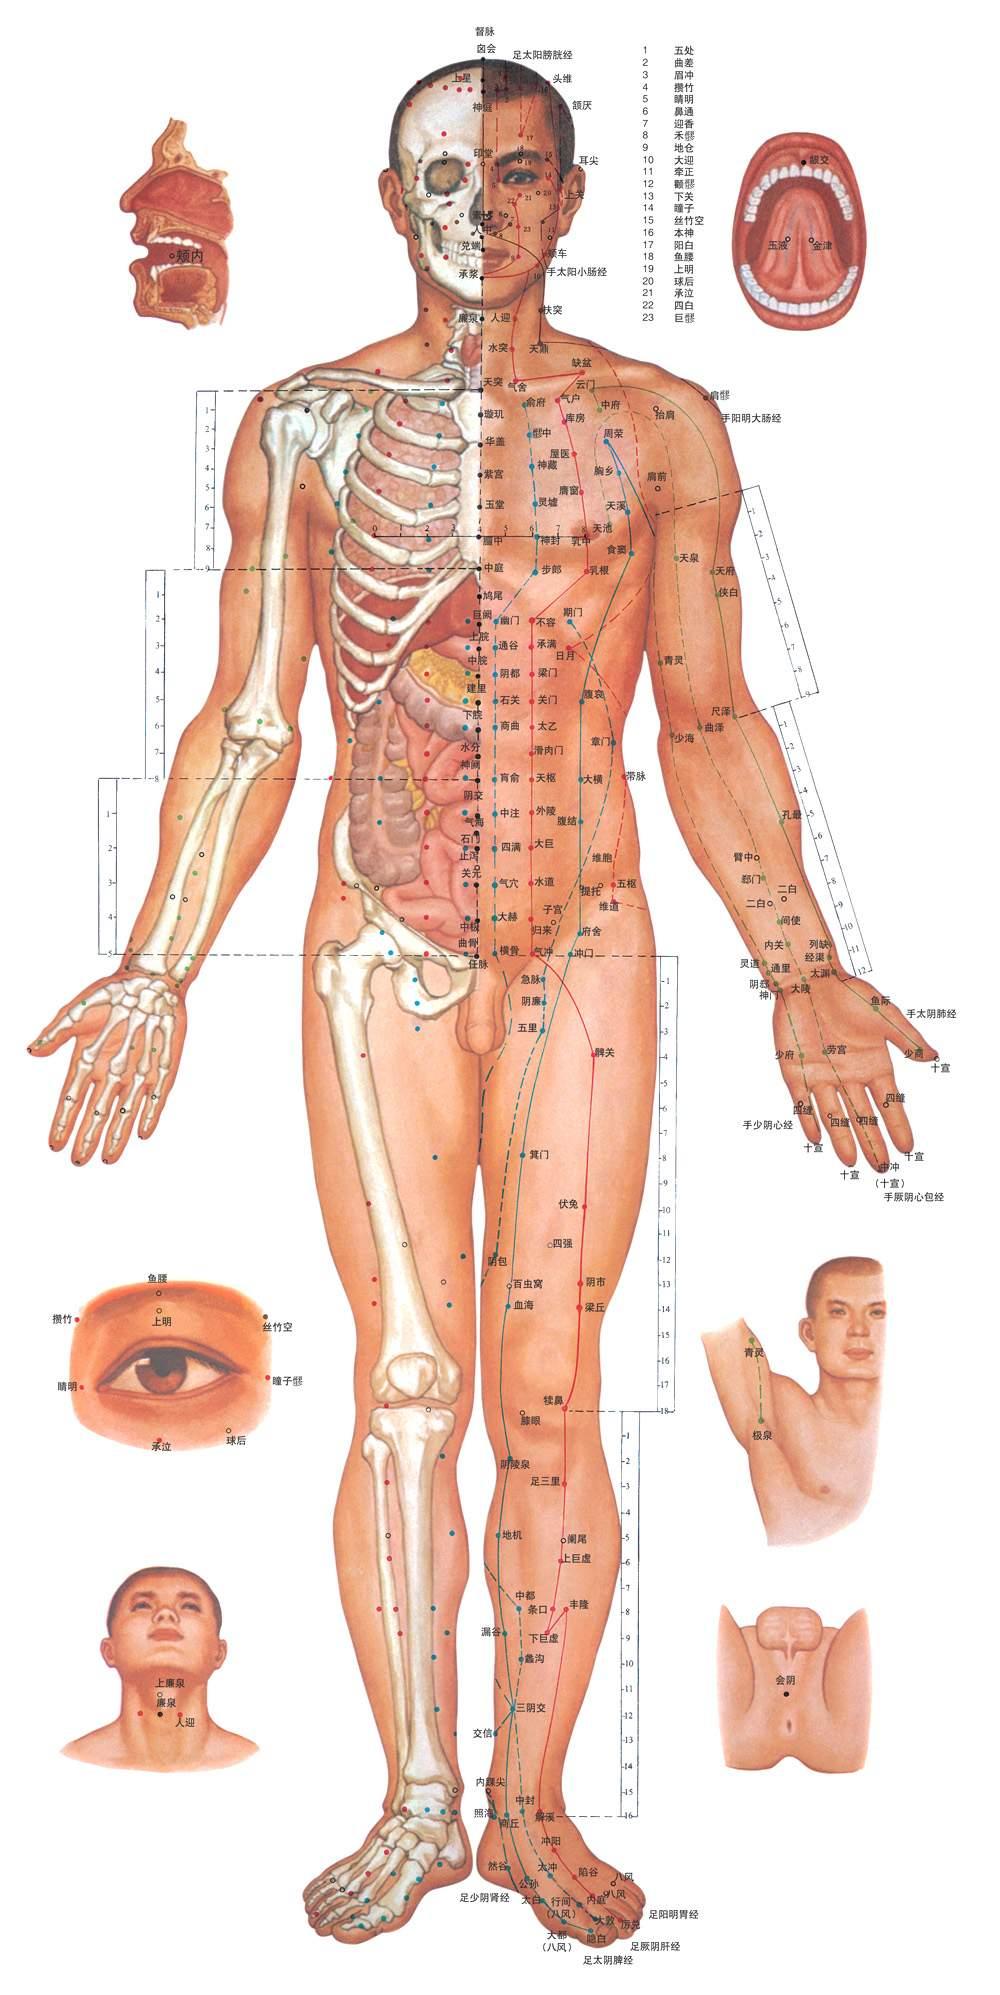 督脉
囟会
足太阳膀胱经
上星
头维
神庭
颔厌
印堂
耳尖
上关
人中
兑端
颊车
承浆
手太阳小肠经
1 五处
2 曲差
3 眉冲
4 攒竹
5 睛明
6 鼻通
7 迎香
8 禾髎
9 地仓
10 大迎
11 牵正
12 颧髎
13 下关
14 瞳子
15 丝竹空
16 本神
17 阳白
18 鱼腰
19 上明
20 球后
21 承泣
22 四白
23 巨髎
颊内
龈交
玉液
金津
廉泉
人迎
扶突
水突
天鼎
缺盆
天突
气舍
云门
肩髎
俞府
气户
中府
抬肩
手阳明大肠经
璇玑
库房
髎中
周荣
华盖
屋医
神藏
胸乡
紫宫
肩前
膺窗
玉堂
灵墟
天溪
天池
0 1 2 3 4 5 6 7 8
膻中
神封
乳中
食窦
天泉
中庭
步郎
乳根
天府
侠白
鸠尾
巨阙
幽门
不容
期门
上脘
通谷
承满
日月
中脘
阴都
梁门
青灵
建里
石关
关门
腹哀
下脘
商曲
太乙
尺泽
曲泽
少海
水分
滑肉门
章门
神阙
肓俞
天枢
大横
带脉
阴交
中注
外陵
气海
腹结
孔最
石门
四满
大巨
止泻
维胞
臂中
关元
气穴
水道
提托
五枢
郄门
二白
二白
维道
子宫
中极
大赫
归来
府舍
间使
曲骨
横骨
气冲
冲门
内关
列缺
经渠
任脉
灵道
通里
太渊
急脉
阴郄
神门
大陵
阴廉
鱼际
手太阴肺经
五里
髀关
少府
劳宫
少商
十宣
四缝
四缝
四缝
四缝
手少阴心经
十宣
十宣
中冲
（十宣）
十宣
手厥阴心包经
箕门
伏兔
四强
阴包
百虫窝
阴市
血海
梁丘
鱼腰
上明
攒竹
丝竹空
睛明
瞳子髎
承泣
球后
青灵
极泉
犊鼻
膝眼
阴陵泉
足三里
地机
阑尾
上巨虚
中都
条口
丰隆
漏谷
下巨虚
蠡沟
三阴交
交信
上廉泉
廉泉
人迎
会阴
内踝尖
照海
商丘
中封
解溪
冲阳
然谷
太冲
陷谷
八风
公孙
足少阴肾经
太白
行间
（八风）
内庭
八风
足阳明胃经
大敦
厉兑
大都
（八风）
隐白
足厥阴肝经
足太阴脾经